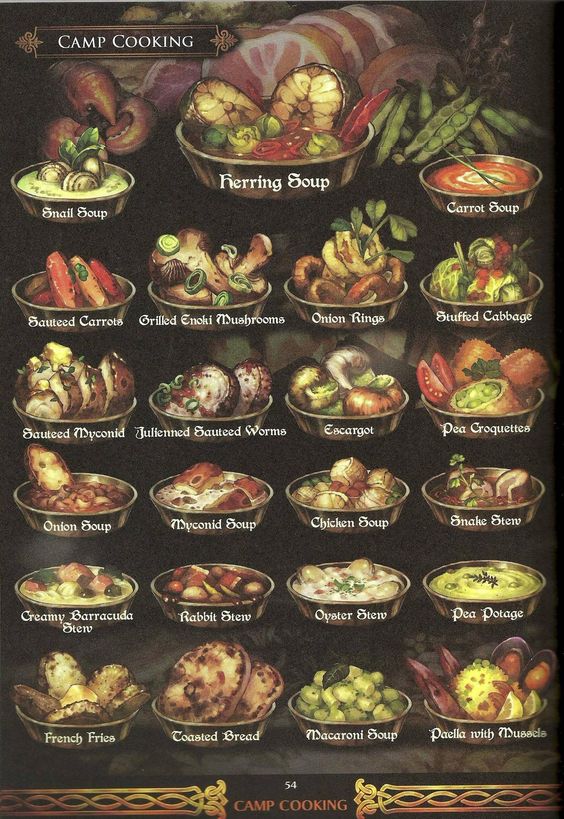 CAMP COOKING
Herring Soup
Snail Soup
Carrot Soup
Sauteed Carrots
Grilled Enoki Mushrooms
Onion Rings
Stuffed Cabbage
Sauteed Myconid
Julienned Sauteed Worms
Escargot
Pea Croquettes
Onion Soup
Myconid Soup
Chicken Soup
Snake Stew
Creamy Barracuda
Stew
Rabbit Stew
Oyster Stew
Pea Potage
French Fries
Toasted Bread
Macaroni Soup
Paella with Mussels
54
CAMP COOKING